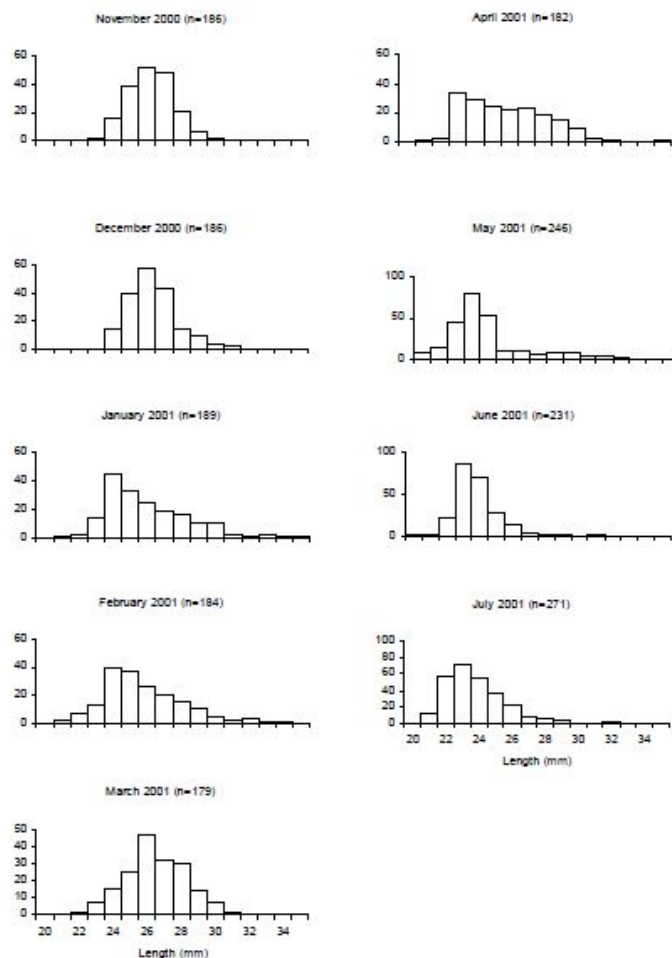 November 2000 (n=186)
60
40
20
0
December 2000 (n=186)
60
40
20
0
January 2001 (n=189)
60
40
20
0
February 2001 (n=184)
60
40
20
0
March 2001 (n=179)
50
40
30
20
10
0
20 22 24 26 28 30 32 34
Length (mm)
April 2001 (n=182)
60
40
20
0
May 2001 (n=246)
100
50
0
June 2001 (n=231)
100
50
0
July 2001 (n=271)
100
80
60
40
20
0
20 22 24 26 28 30 32 34
Length (mm)